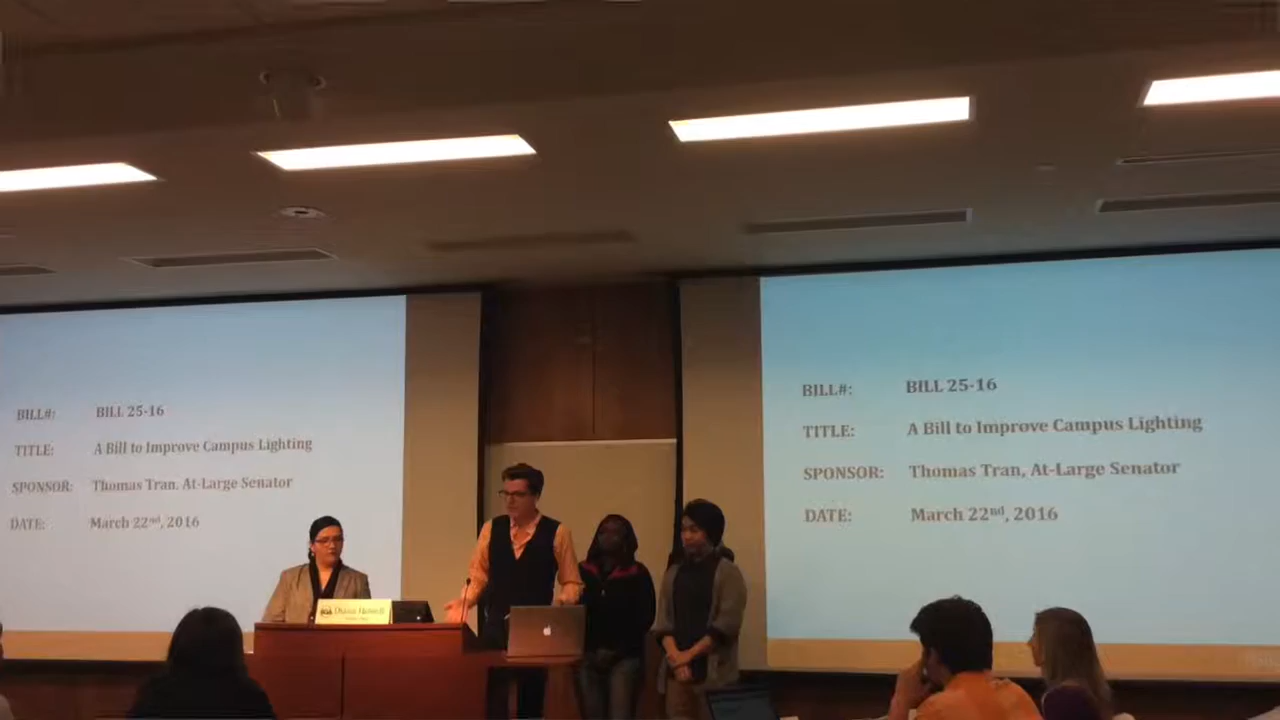 BILL#: BILL 25-16
TITLE: A Bill to Improve Campus Lighting
SPONSOR: Thomas Tran. At-Large Senator
DATE: March 22nd, 2016
BILL#: BILL 25-16
TITLE: A Bill to Improve Campus Lighting
SPONSOR: Thomas Tran, At-Large Senator
DATE: March 22nd, 2016
SGA